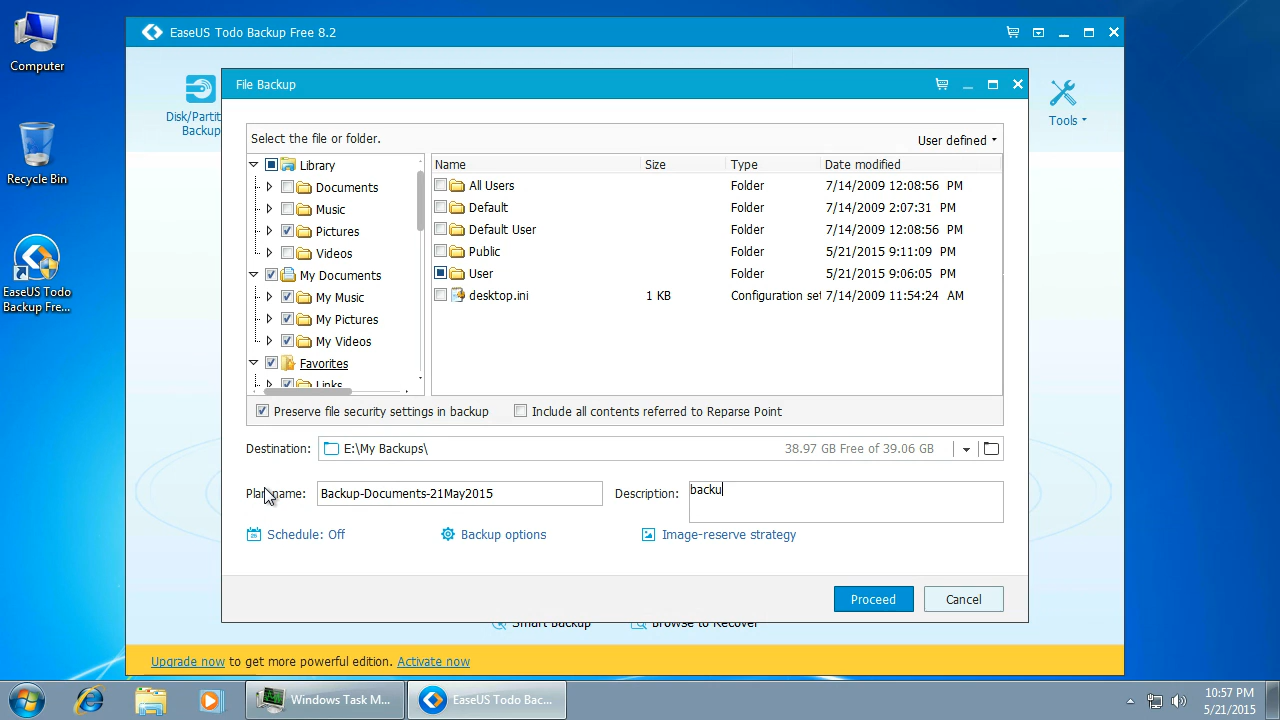 Computer
Recycle Bin
EaseUS Todo
Backup Fre...
EaseUS Todo Backup Free 8.2
Disk/Partit
Backup
Tools
File Backup
Select the file or folder.
User defined
Library
Documents
Music
Pictures
Videos
My Documents
My Music
My Pictures
My Videos
Favorites
Links
Name Size Type Date modified
All Users Folder 7/14/2009 12:08:56 PM
Default Folder 7/14/2009 2:07:31 PM
Default User Folder 7/14/2009 12:08:56 PM
Public Folder 5/21/2015 9:11:09 PM
User Folder 5/21/2015 9:06:05 PM
desktop.ini 1 KB Configuration set 7/14/2009 11:54:24 AM
Preserve file security settings in backup Include all contents referred to Reparse Point
Destination: E:\My Backups\ 38.97 GB Free of 39.06 GB
Plan name: Backup-Documents-21May2015 Description: backu
Schedule: Off Backup options Image-reserve strategy
Proceed Cancel
Smart Backup Browse to Recover
Upgrade now to get more powerful edition. Activate now
Windows Task M... EaseUS Todo Bac...
10:57 PM
5/21/2015